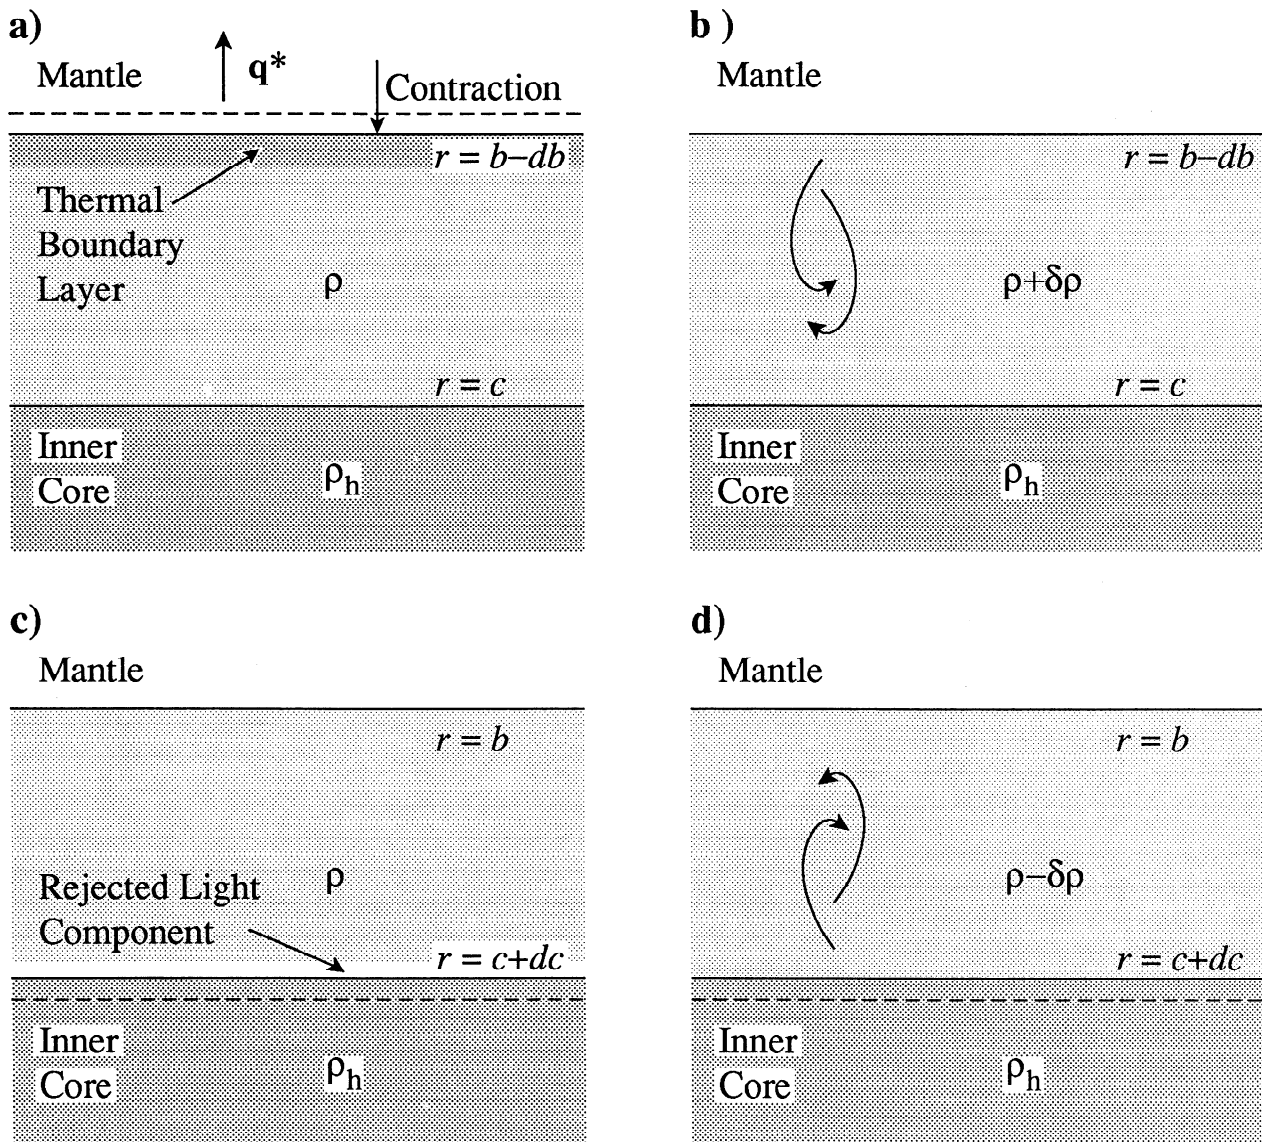 a)
Mantle
q*
Contraction
r = b–db
Thermal
Boundary
Layer
ρ
r = c
Inner
Core
ρh
b )
Mantle
r = b–db
ρ+δρ
r = c
Inner
Core
ρh
c)
Mantle
r = b
Rejected Light
Component
ρ
r = c+dc
Inner
Core
ρh
d )
Mantle
r = b
ρ–δρ
r = c+dc
Inner
Core
ρh